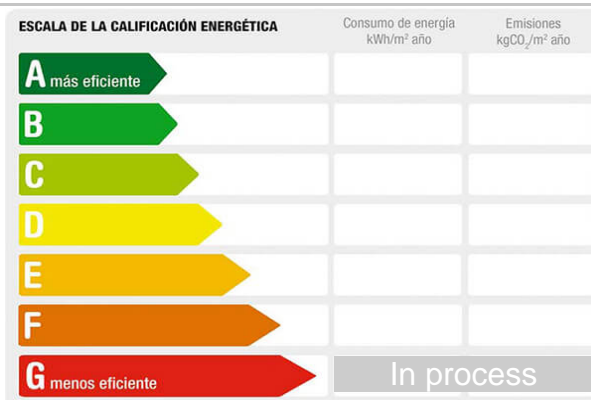 ESCALA DE LA CALIFICACIÓN ENERGÉTICA
Consumo de energía
kWh/m² año
Emisiones
kgCO₂/m² año
A más eficiente
B
C
D
E
F
G menos eficiente
In process